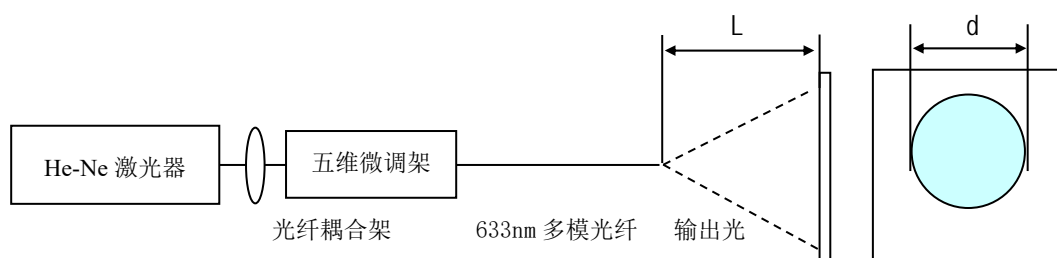 L
d
He-Ne 激光器
五维微调架
光纤耦合架
633nm 多模光纤
输出光